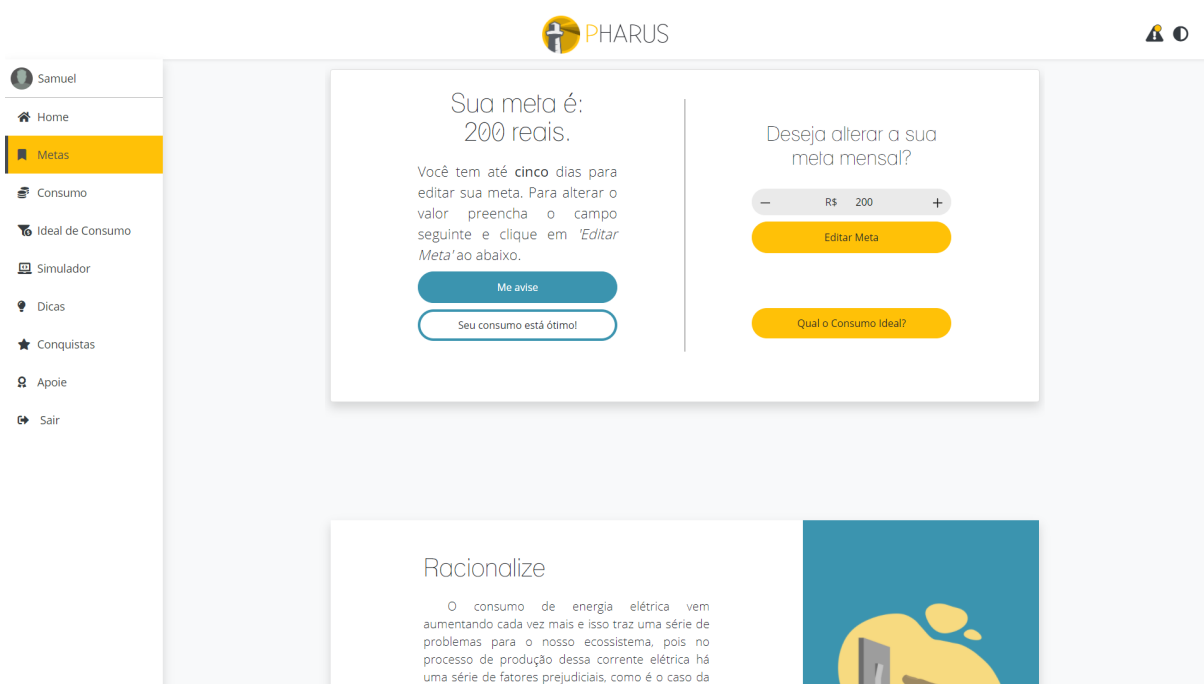 PHARUS
Samuel
Home
Metas
Consumo
Ideal de Consumo
Simulador
Dicas
Conquistas
Apoie
Sair
Sua meta é:
200 reais.
Você tem até cinco dias para
editar sua meta. Para alterar o
valor preencha o campo
seguinte e clique em 'Editar
Meta' ao abaixo.
Me avise
Seu consumo está ótimo!
Deseja alterar a sua
meta mensal?
— R$ 200 +
Editar Meta
Qual o Consumo Ideal?
Racionalize
O consumo de energia elétrica vem
aumentando cada vez mais e isso traz uma série de
problemas para o nosso ecossistema, pois no
processo de produção dessa corrente elétrica há
uma série de fatores prejudiciais, como é o caso da